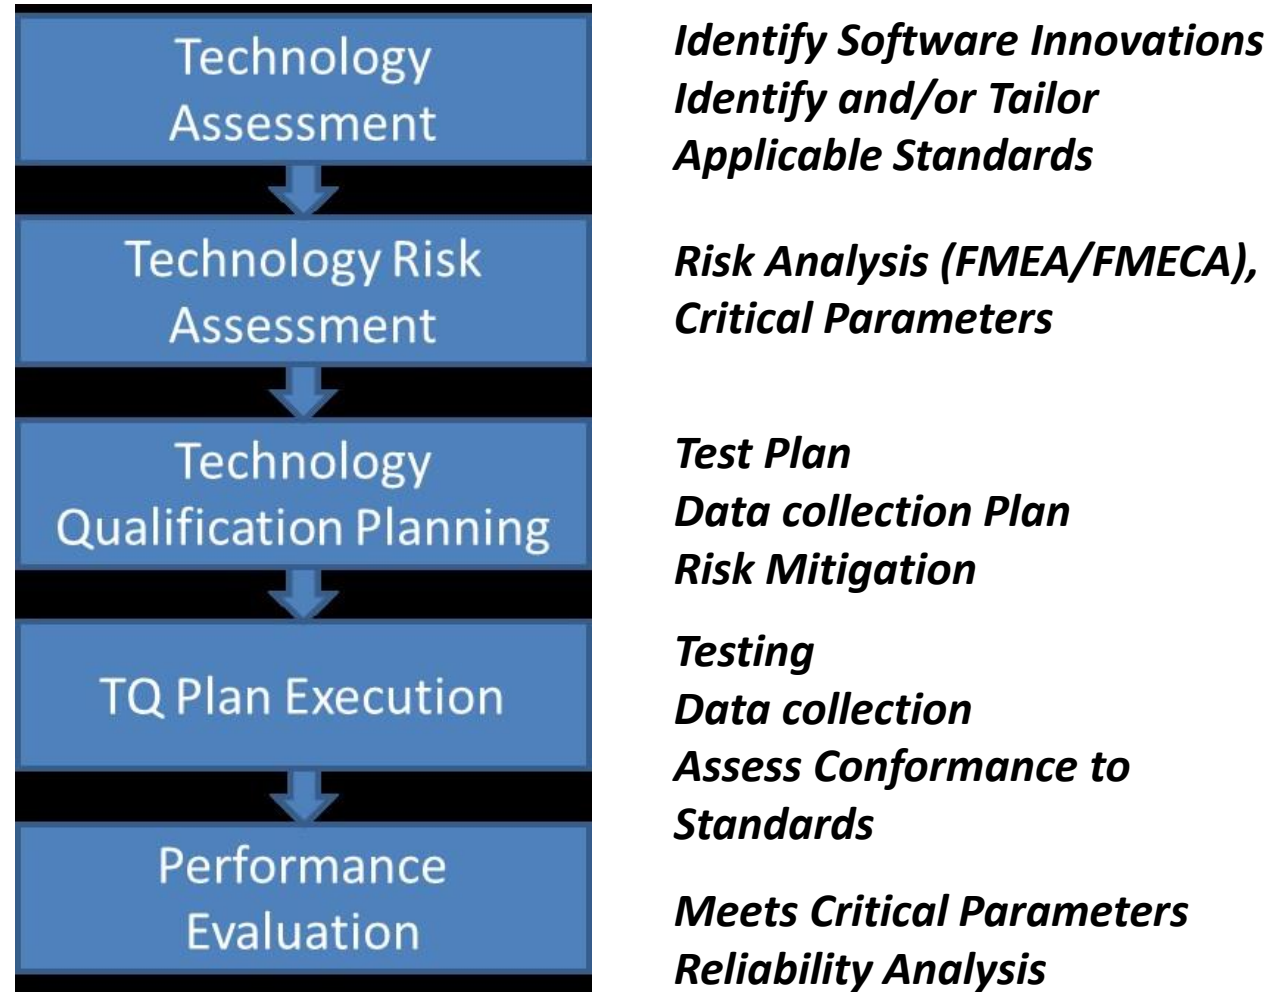 Technology
Assessment
Identify Software Innovations
Identify and/or Tailor
Applicable Standards
Technology Risk
Assessment
Risk Analysis (FMEA/FMECA),
Critical Parameters
Technology
Qualification Planning
Test Plan
Data collection Plan
Risk Mitigation
TQ Plan Execution
Testing
Data collection
Assess Conformance to
Standards
Performance
Evaluation
Meets Critical Parameters
Reliability Analysis